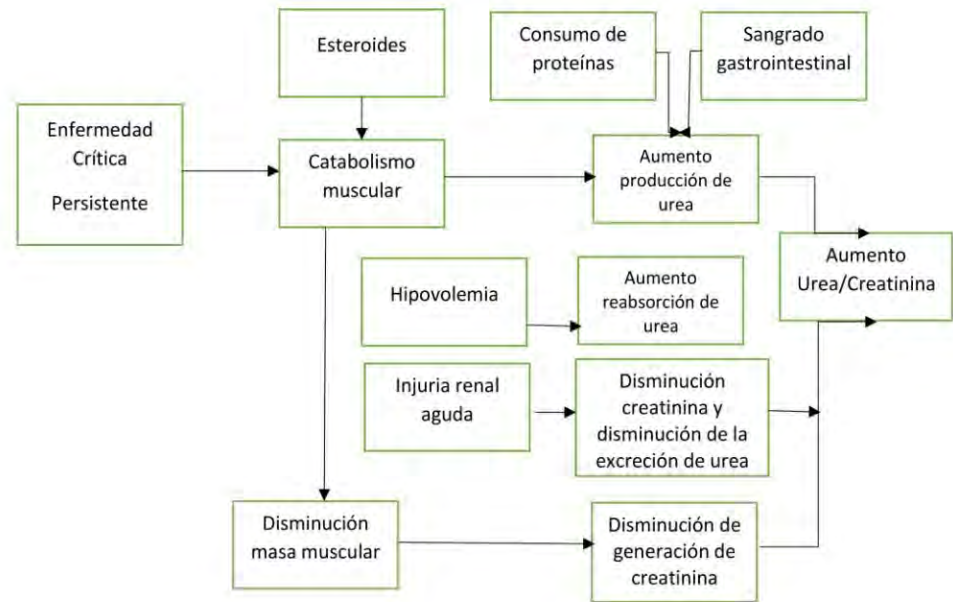 Esteroides
Consumo de
proteínas
Sangrado
gastrointestinal
Enfermedad
Crítica
Persistente
Catabolismo
muscular
Aumento
producción de
urea
Aumento
Urea/Creatinina
Hipovolemia
Aumento
reabsorción de
urea
Injuria renal
aguda
Disminución
creatinina y
disminución de la
excreción de urea
Disminución
masa muscular
Disminución de
generación de
creatinina